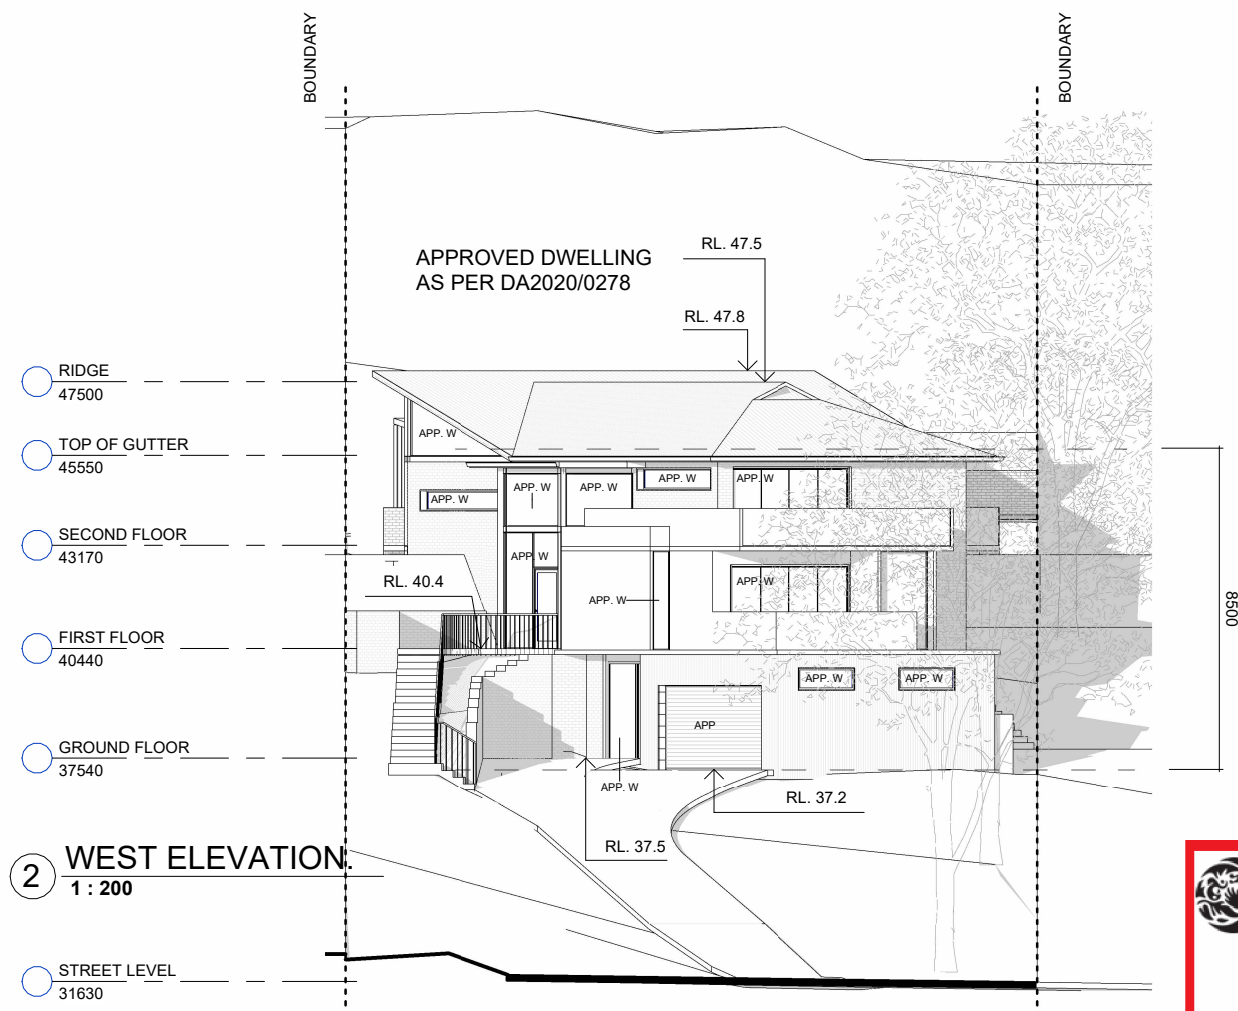 BOUNDARY
BOUNDARY
APPROVED DWELLING
AS PER DA2020/0278
RL. 47.5
RL. 47.8
RIDGE
47500
TOP OF GUTTER
45550
SECOND FLOOR
43170
FIRST FLOOR
40440
GROUND FLOOR
37540
STREET LEVEL
31630
APP. W
APP. W
APP. W
APP. W
APP. W
APP. W
APP. W
APP. W
APP. W
RL. 40.4
APP. W
APP. W
APP
APP. W
RL. 37.2
RL. 37.5
8500
2
WEST ELEVATION.
1 : 200